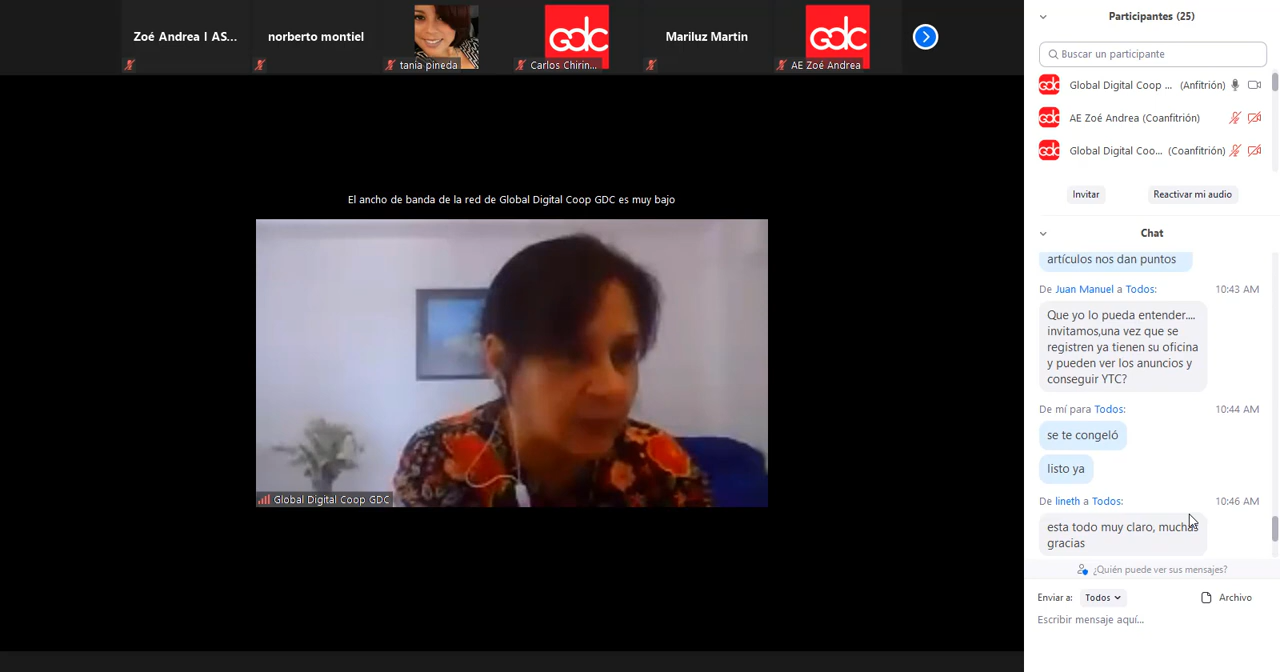 Zoé Andrea I AS...
norberto montiel
tania pineda
gdc
Carlos Chirin...
Mariluz Martin
gdc
AE Zoé Andrea
El ancho de banda de la red de Global Digital Coop GDC es muy bajo
Global Digital Coop GDC
Participantes (25)
Buscar un participante
gdc Global Digital Coop ... (Anfitrión)
gdc AE Zoé Andrea (Coanfitrión)
gdc Global Digital Coo... (Coanfitrión)
Invitar
Reactivar mi audio
Chat
artículos nos dan puntos
De Juan Manuel a Todos: 10:43 AM
Que yo lo pueda entender....
invitamos,una vez que se
registren ya tienen su oficina
y pueden ver los anuncios y
conseguir YTC?
De mí para Todos: 10:44 AM
se te congeló
listo ya
De lineth a Todos: 10:46 AM
esta todo muy claro, muchas
gracias
¿Quién puede ver sus mensajes?
Enviar a: Todos
Archivo
Escribir mensaje aquí...